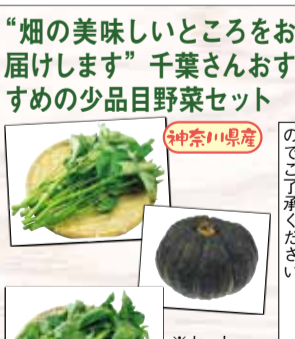 “畑の美味しいところをお
届けします” 千葉さんおす
すめの少品目野菜セット
神奈川県産
のでご了承ください